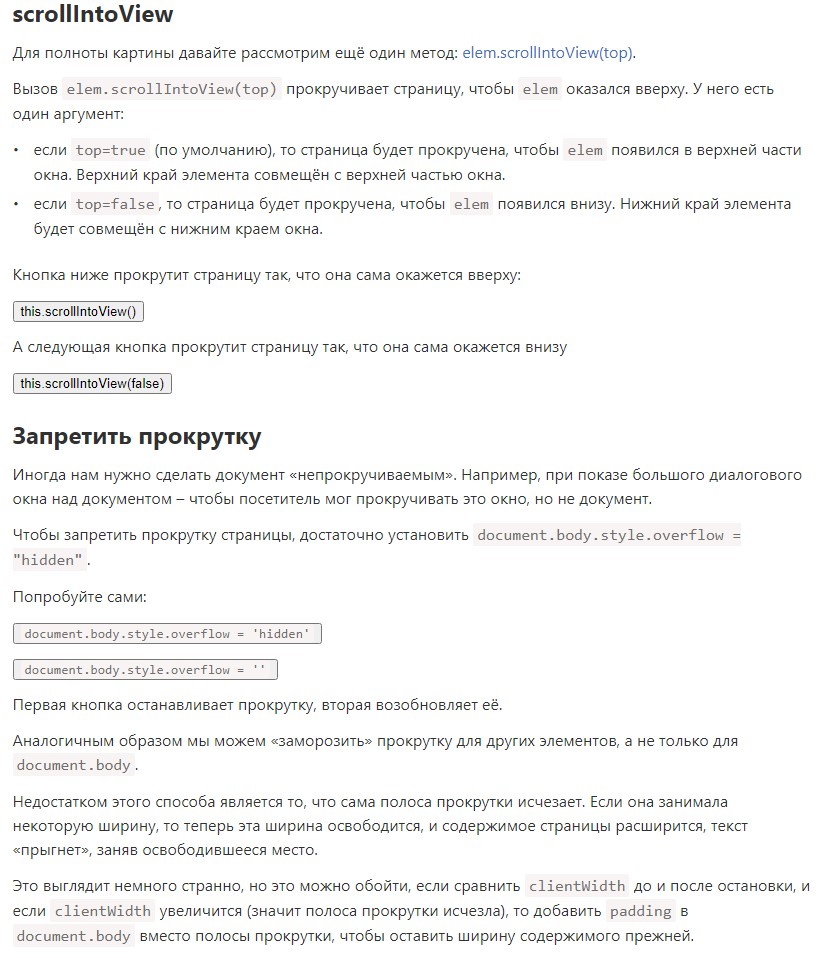 scrollIntoView
Для полноты картины давайте рассмотрим ещё один метод: elem.scrollIntoView(top).
Вызов elem.scrollIntoView(top) прокручивает страницу, чтобы elem оказался вверху. У него есть
один аргумент:
• если top=true (по умолчанию), то страница будет прокручена, чтобы elem появился в верхней части
окна. Верхний край элемента совмещён с верхней частью окна.
• если top=false, то страница будет прокручена, чтобы elem появился внизу. Нижний край элемента
будет совмещён с нижним краем окна.
Кнопка ниже прокрутит страницу так, что она сама окажется вверху:
this.scrollIntoView()
А следующая кнопка прокрутит страницу так, что она сама окажется внизу
this.scrollIntoView(false)
Запретить прокрутку
Иногда нам нужно сделать документ «непрокручиваемым». Например, при показе большого диалогового
окна над документом – чтобы посетитель мог прокручивать это окно, но не документ.
Чтобы запретить прокрутку страницы, достаточно установить document.body.style.overflow =
"hidden".
Попробуйте сами:
document.body.style.overflow = 'hidden'
document.body.style.overflow = ''
Первая кнопка останавливает прокрутку, вторая возобновляет её.
Аналогичным образом мы можем «заморозить» прокрутку для других элементов, а не только для
document.body.
Недостатком этого способа является то, что сама полоса прокрутки исчезает. Если она занимала
некоторую ширину, то теперь эта ширина освободится, и содержимое страницы расширится, текст
«прыгнет», заняв освободившееся место.
Это выглядит немного странно, но это можно обойти, если сравнить clientWidth до и после остановки, и
если clientWidth увеличится (значит полоса прокрутки исчезла), то добавить padding в
document.body вместо полосы прокрутки, чтобы оставить ширину содержимого прежней.